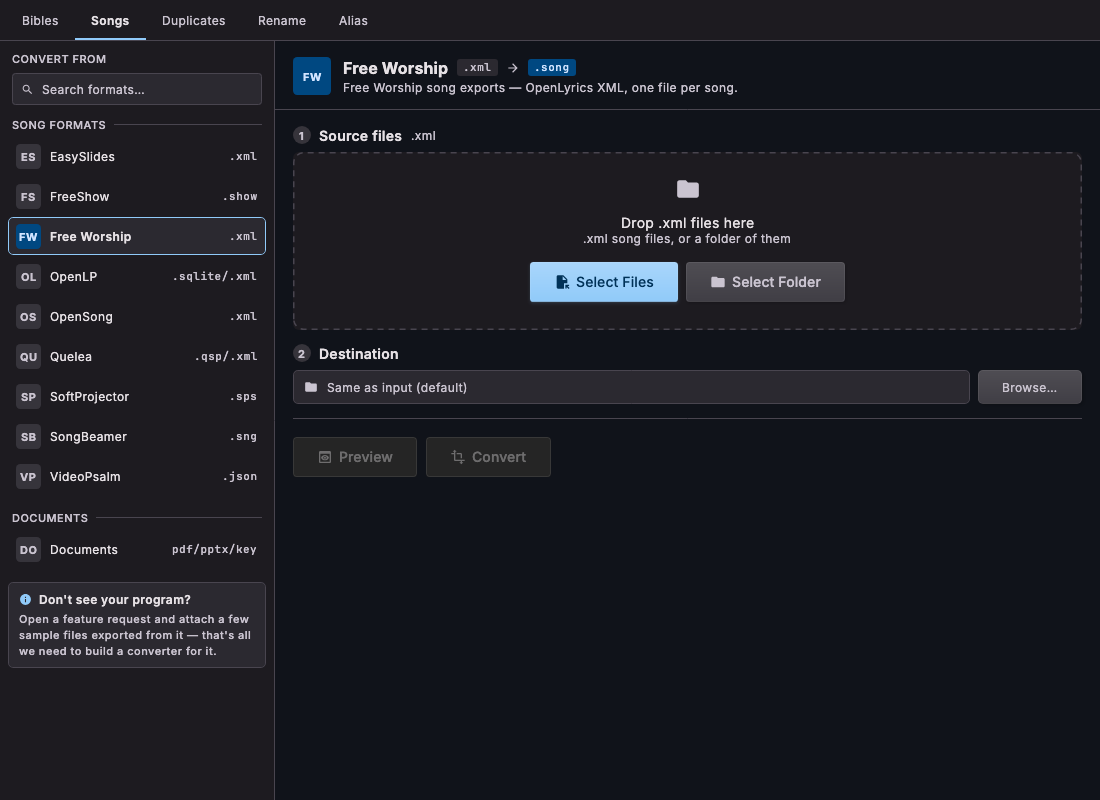 Bibles Songs Duplicates Rename Alias
CONVERT FROM
Search formats...
SONG FORMATS
ES EasySlides .xml
FS FreeShow .show
FW Free Worship .xml
OL OpenLP .sqlite/.xml
OS OpenSong .xml
QU Quelea .qsp/.xml
SP SoftProjector .sps
SB SongBeamer .sng
VP VideoPsalm .json
DOCUMENTS
DO Documents pdf/pptx/key
Don't see your program?
Open a feature request and attach a few
sample files exported from it — that's all
we need to build a converter for it.
FW Free Worship .xml → .song
Free Worship song exports — OpenLyrics XML, one file per song.
1 Source files .xml
Drop .xml files here
.xml song files, or a folder of them
Select Files Select Folder
2 Destination
Same as input (default) Browse...
Preview Convert